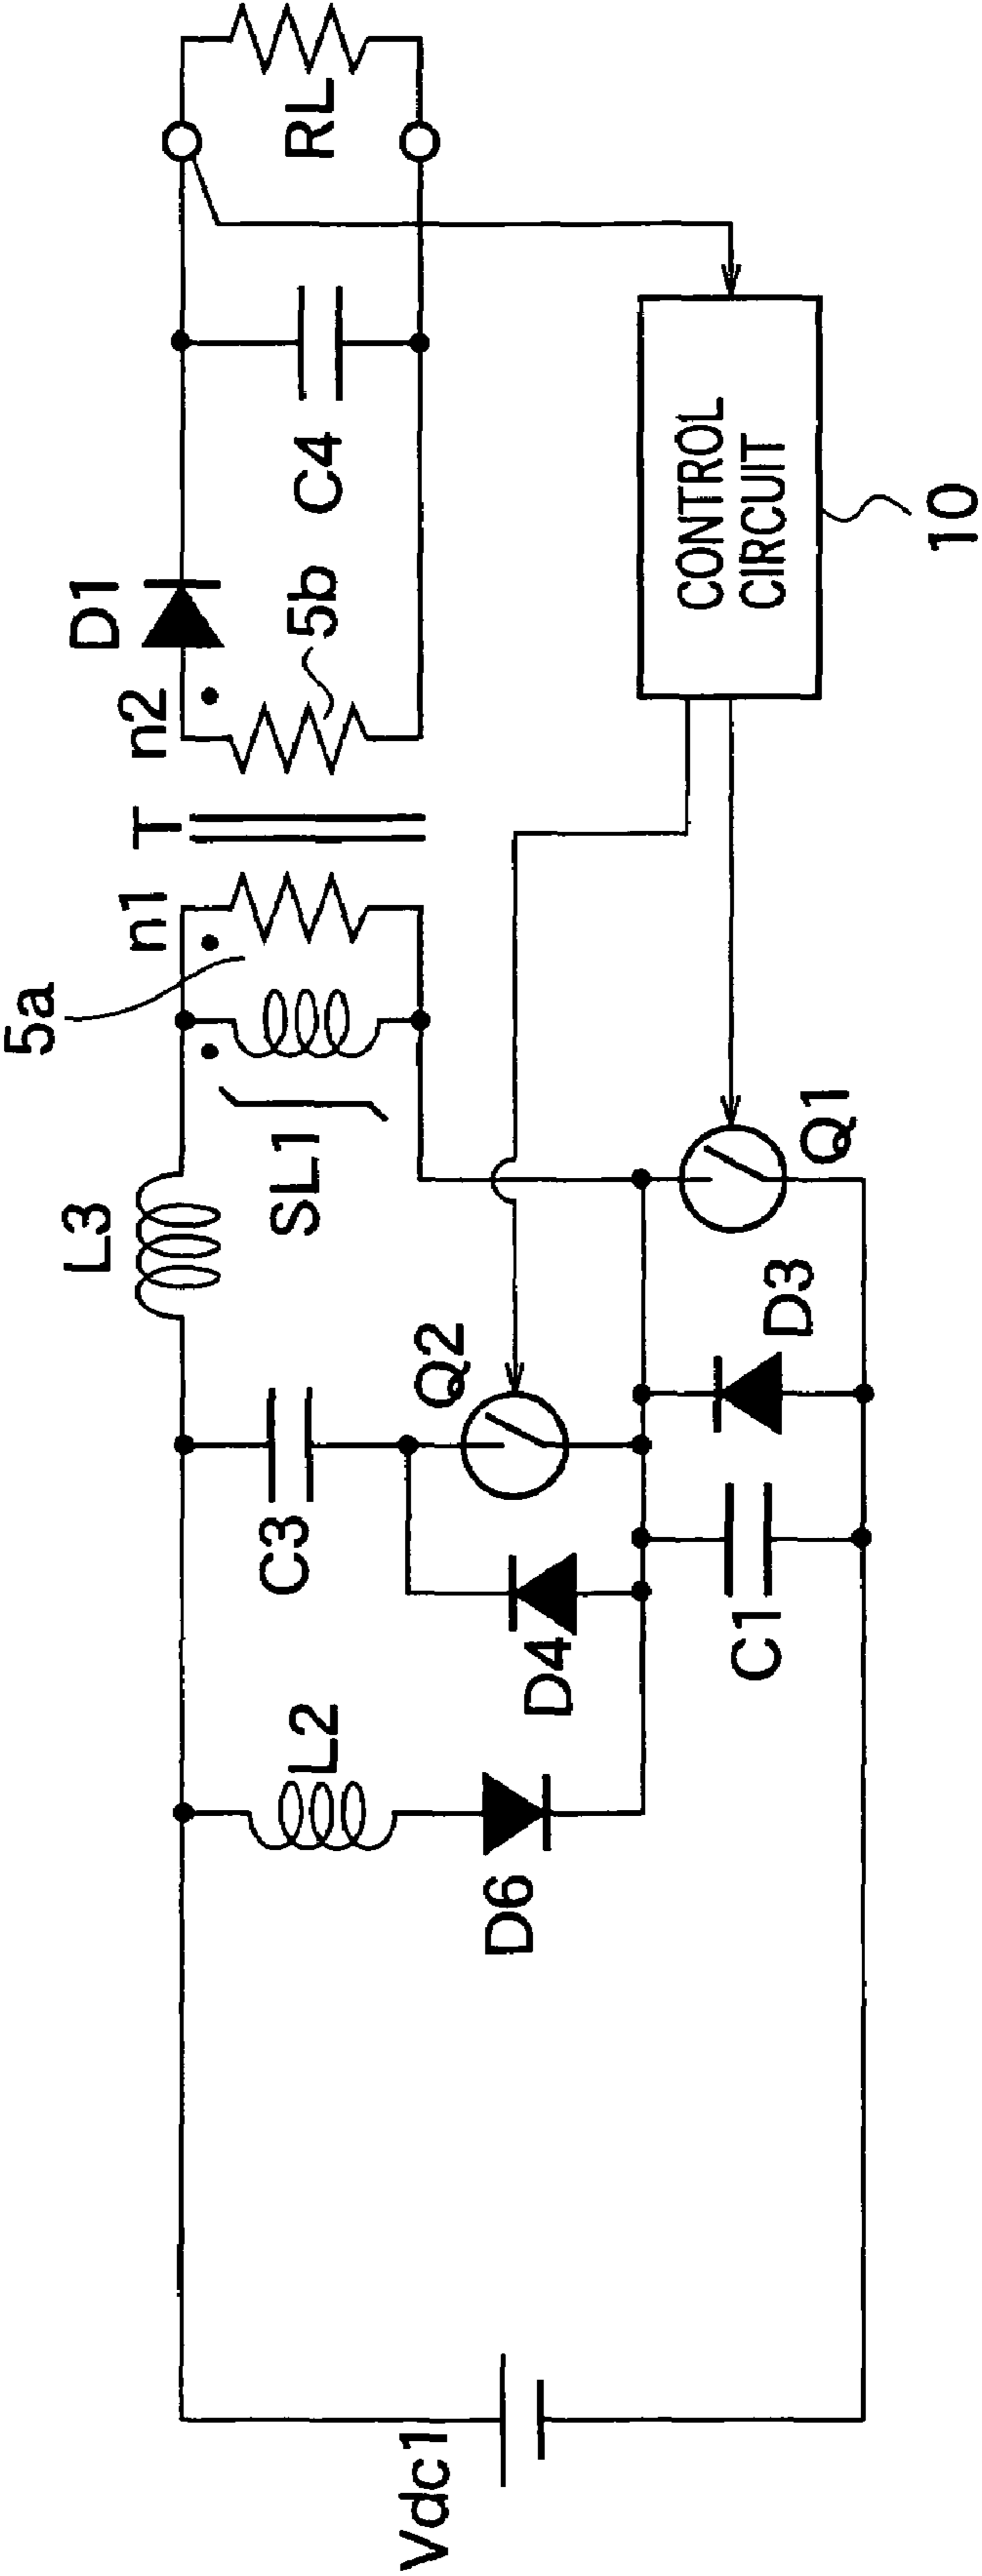 Vdc1
L2
D6
C3
D4
Q2
C1
D3
Q1
L3
SL1
5a
n1
T
n2
5b
D1
C4
RL
CONTROL
CIRCUIT
10